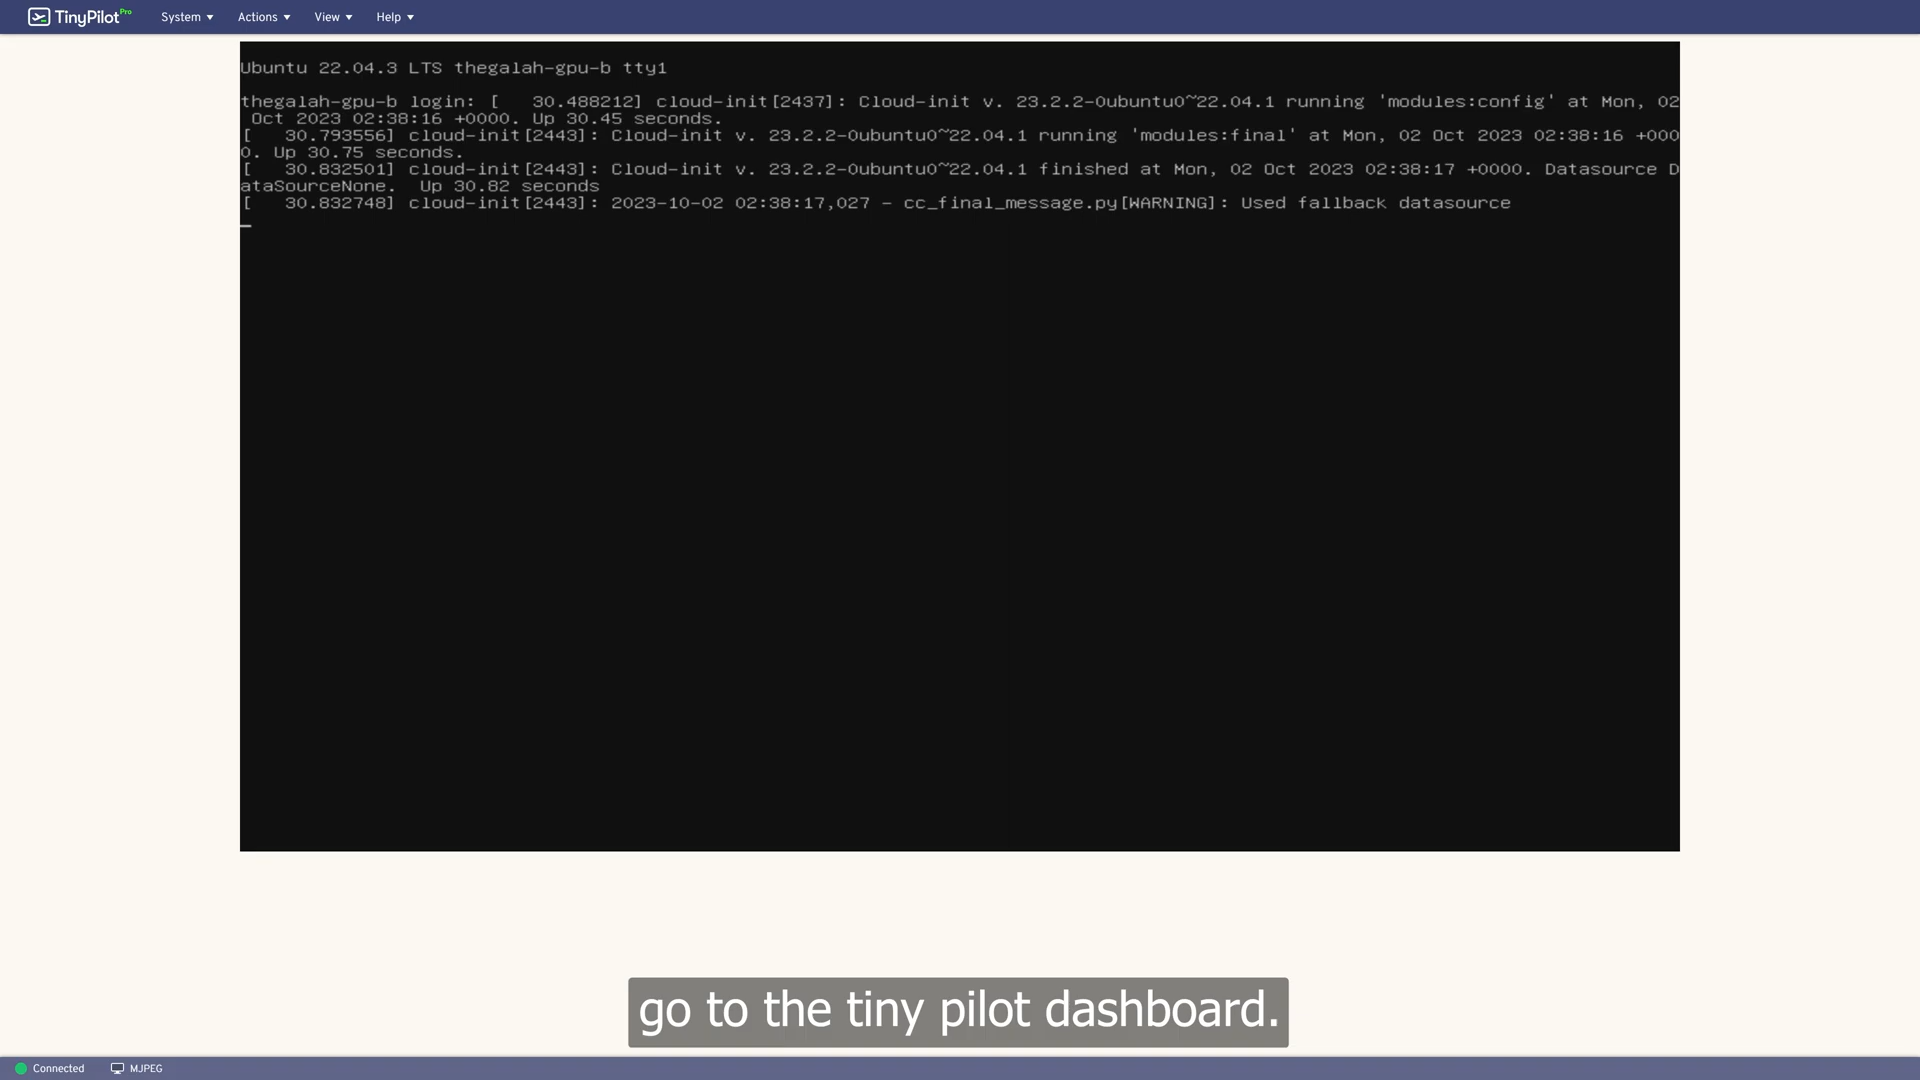 TinyPilot Pro System Actions View Help
Ubuntu 22.04.3 LTS thegalah-gpu-b tty1
thegalah-gpu-b login: [   30.488212] cloud-init[2437]: Cloud-init v. 23.2.2-0ubuntu0~22.04.1 running 'modules:config' at Mon, 02
 Oct 2023 02:38:16 +0000. Up 30.45 seconds.
[   30.793556] cloud-init[2443]: Cloud-init v. 23.2.2-0ubuntu0~22.04.1 running 'modules:final' at Mon, 02 Oct 2023 02:38:16 +000
0. Up 30.75 seconds.
[   30.832501] cloud-init[2443]: Cloud-init v. 23.2.2-0ubuntu0~22.04.1 finished at Mon, 02 Oct 2023 02:38:17 +0000. Datasource D
ataSourceNone.  Up 30.82 seconds
[   30.832748] cloud-init[2443]: 2023-10-02 02:38:17,027 - cc_final_message.py[WARNING]: Used fallback datasource
go to the tiny pilot dashboard.
Connected MJPEG